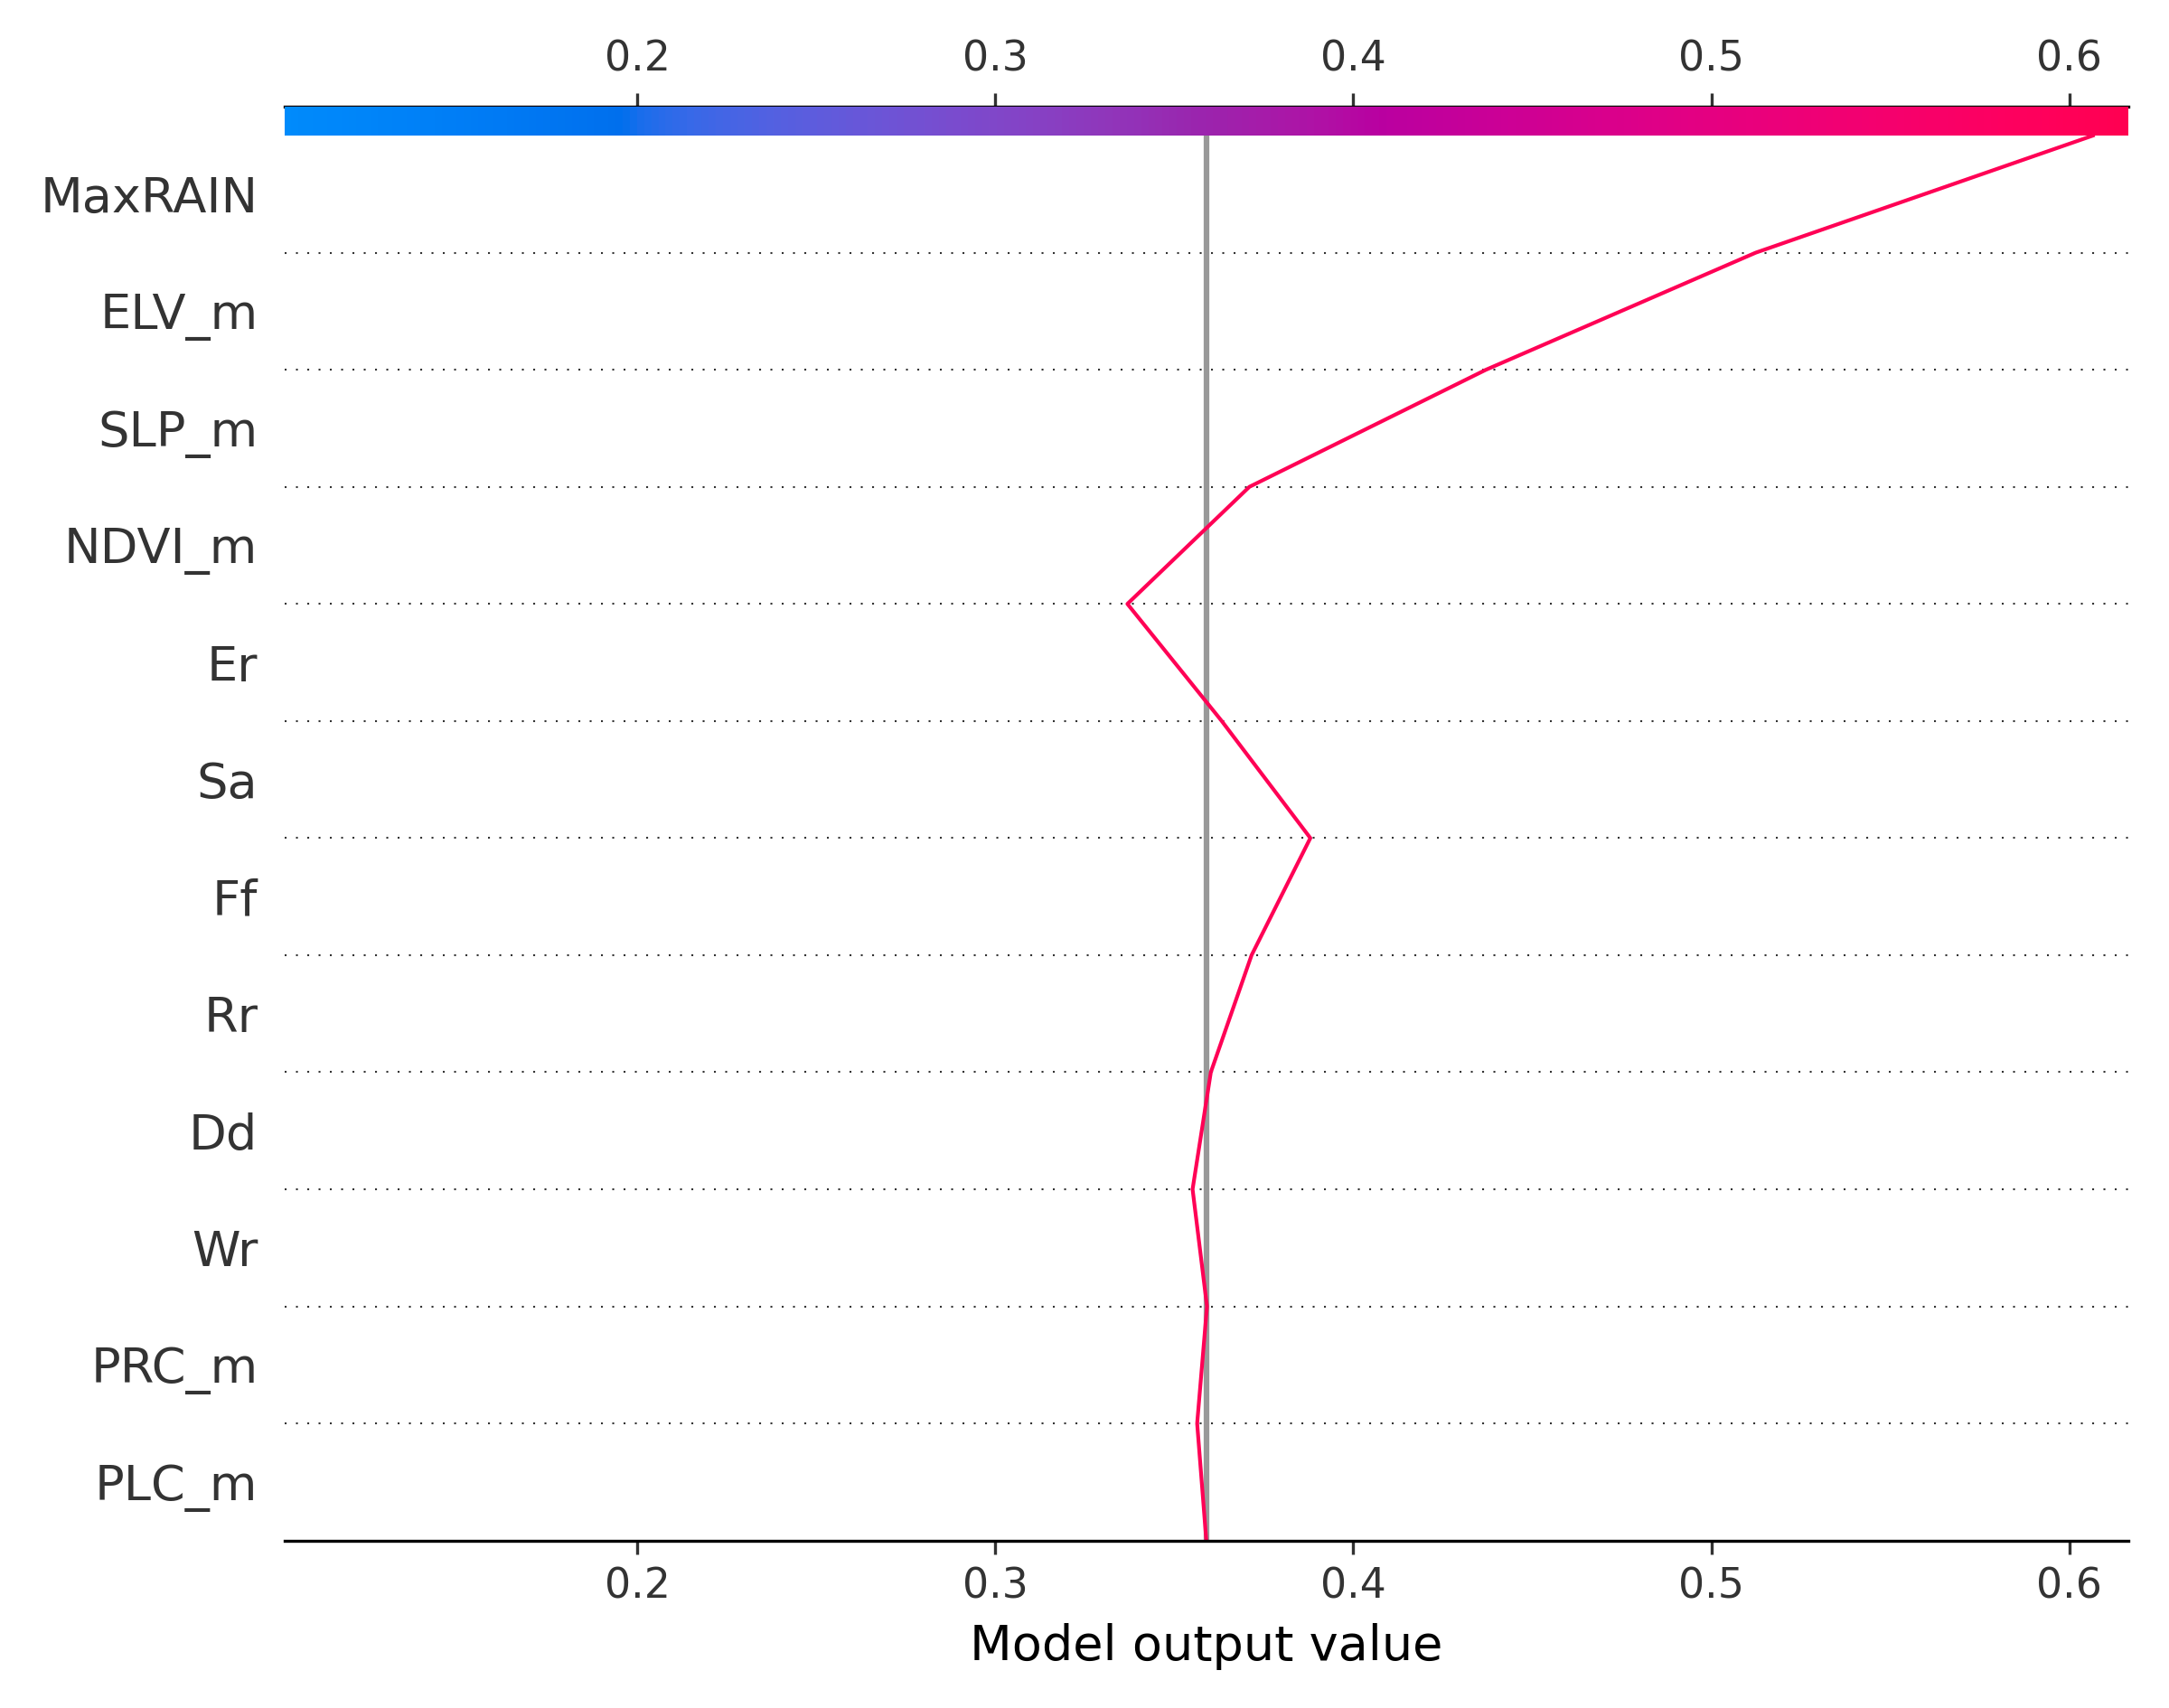 0.2 0.3 0.4 0.5 0.6
MaxRAIN
ELV_m
SLP_m
NDVI_m
Er
Sa
Ff
Rr
Dd
Wr
PRC_m
PLC_m
0.2 0.3 0.4 0.5 0.6
Model output value